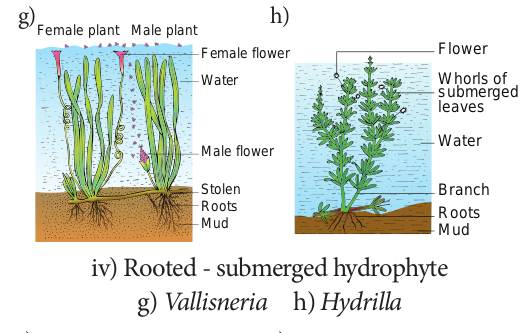 g)
Female plant Male plant
Female flower
Water
Male flower
Stolen
Roots
Mud
h)
Flower
Whorls of
submerged
leaves
Water
Branch
Roots
Mud
iv) Rooted - submerged hydrophyte
g) Vallisneria h) Hydrilla